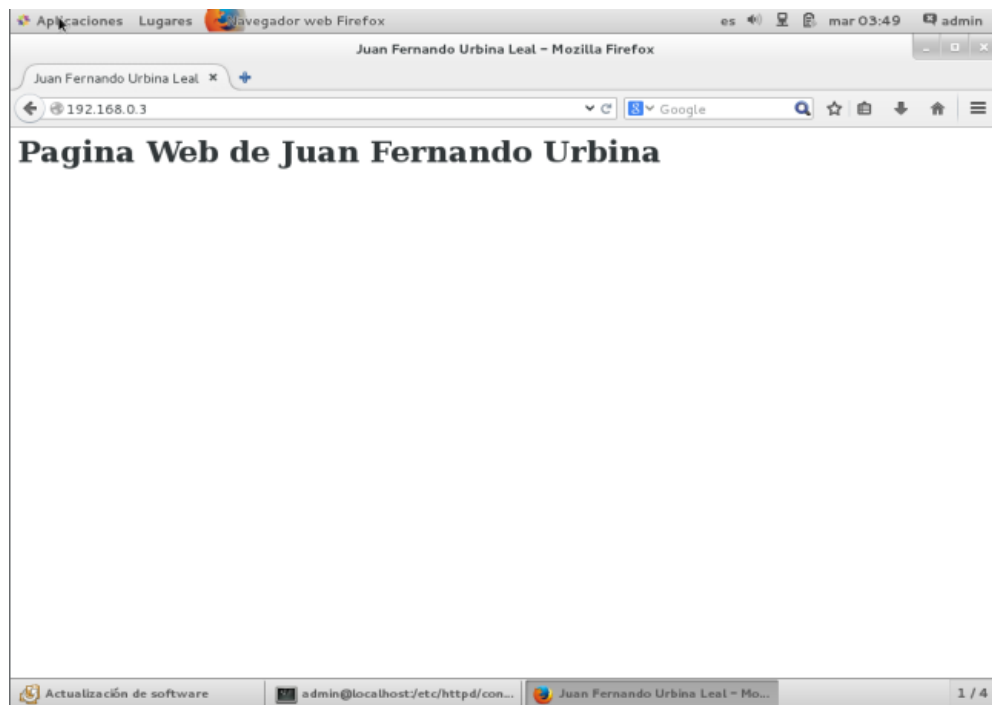 Aplicaciones Lugares Navegador web Firefox es mar 03:49 admin
Juan Fernando Urbina Leal - Mozilla Firefox
Juan Fernando Urbina Leal
192.168.0.3 8 Google
Pagina Web de Juan Fernando Urbina
Actualización de software admin@localhost:/etc/httpd/con... Juan Fernando Urbina Leal - Mo... 1 / 4